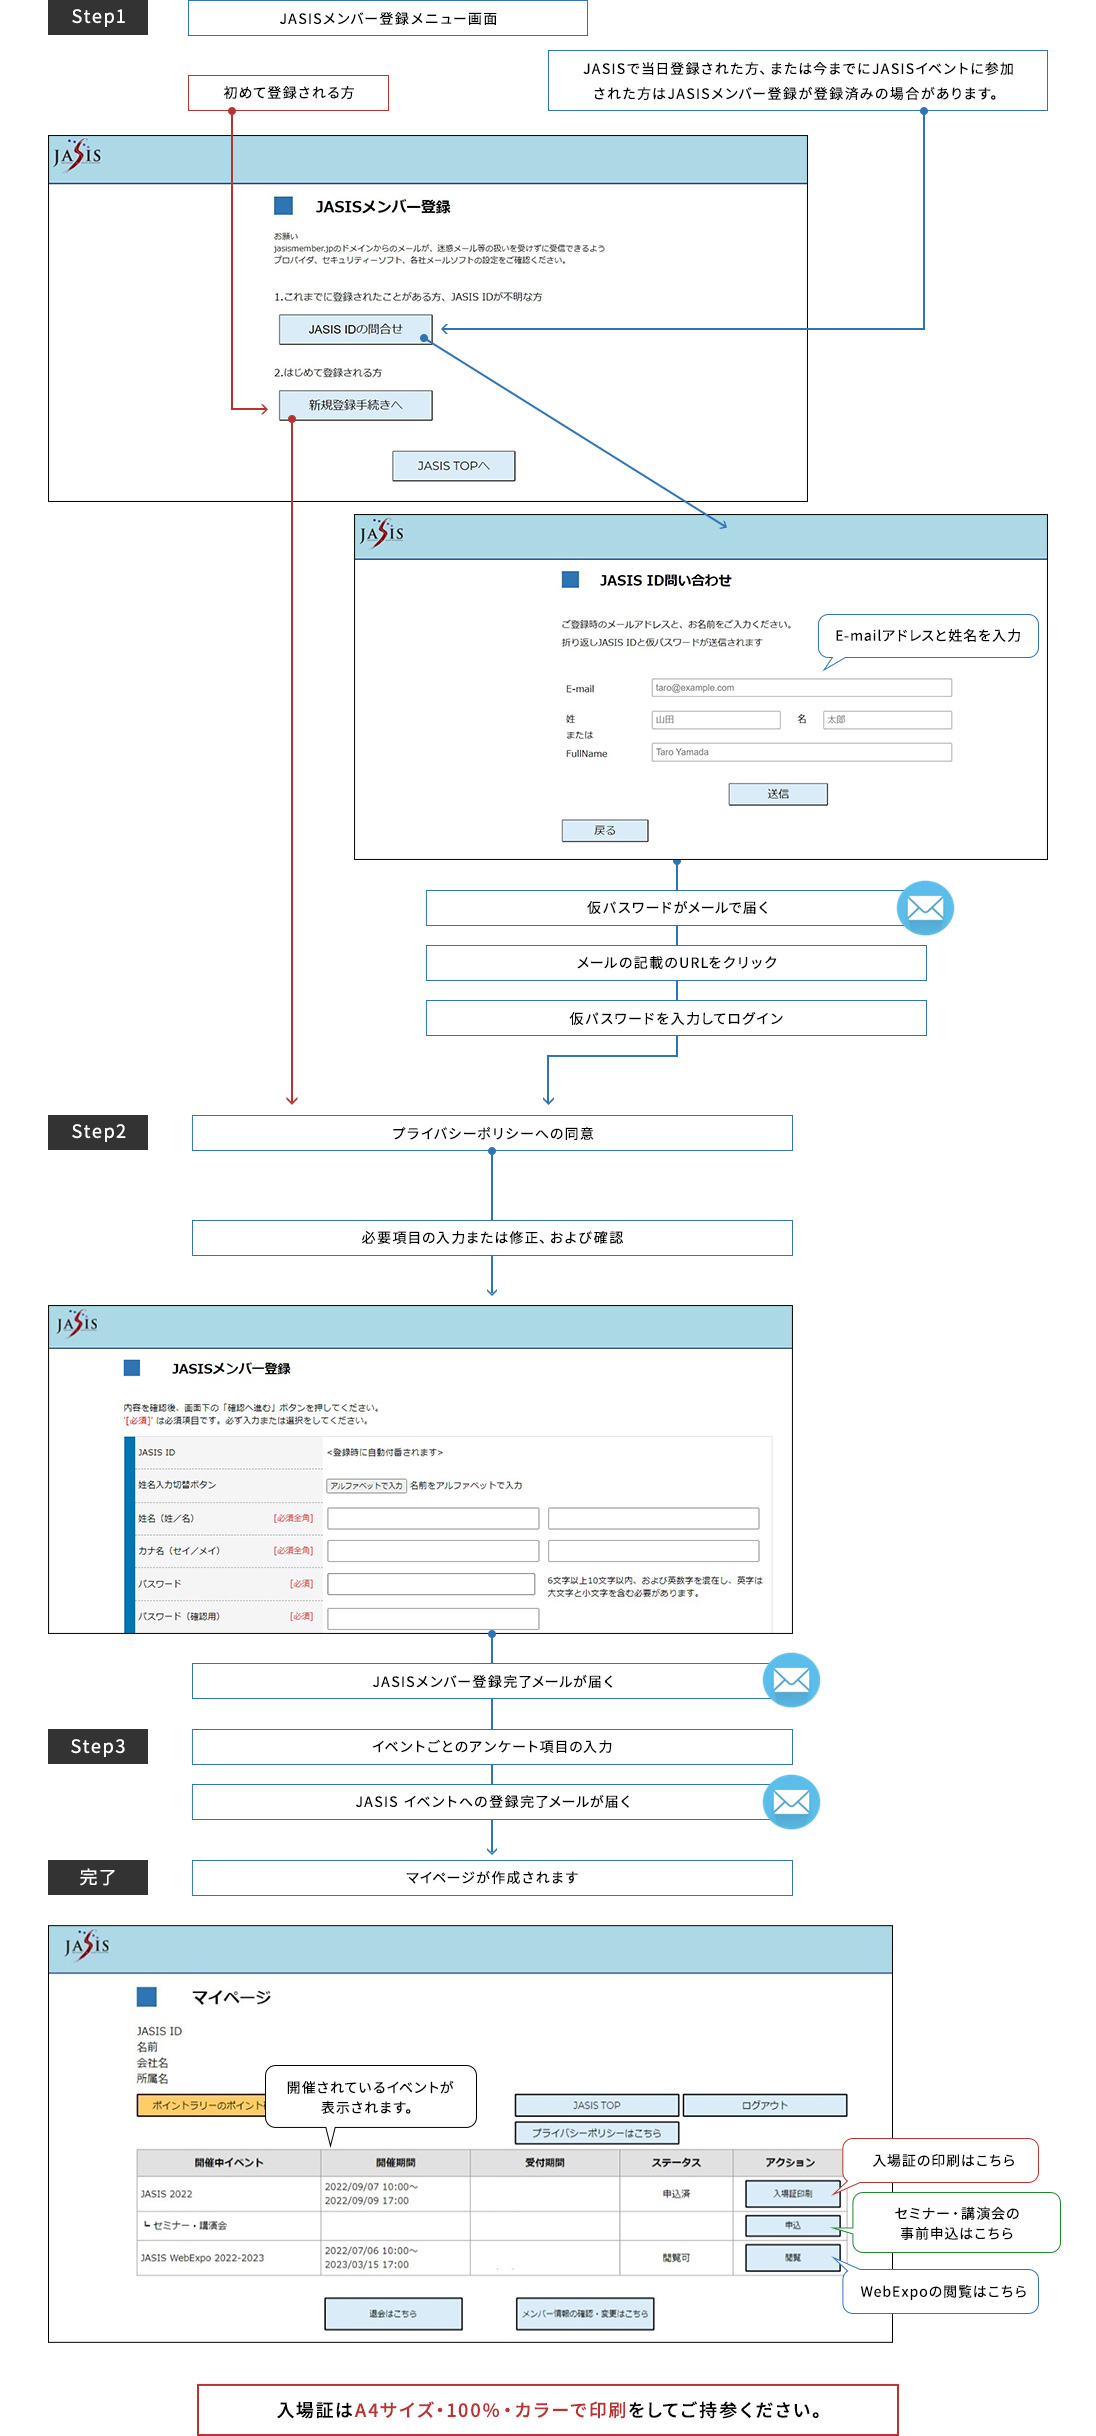 Step1
JASISメンバー登録メニュー画面
JASISで当日登録された方、または今までにJASISイベントに参加
された方はJASISメンバー登録が登録済みの場合があります。
初めて登録される方
JASIS
JASISメンバー登録
お願い
jasismember.jpのドメインからのメールが、迷惑メール等の扱いを受けずに受信できるよう
プロバイダ、セキュリティーソフト、各社メールソフトの設定をご確認ください。
1.これまでに登録されたことがある方、JASIS IDが不明な方
JASIS IDの問合せ
2.はじめて登録される方
新規登録手続きへ
JASIS TOPへ
JASIS
JASIS ID問い合わせ
ご登録時のメールアドレスと、お名前をご入力ください。
折り返しJASIS IDと仮パスワードが送信されます
E-mailアドレスと姓名を入力
E-mail taro@example.com
姓 山田 名 太郎
または
FullName Taro Yamada
送信
戻る
仮パスワードがメールで届く
メールの記載のURLをクリック
仮パスワードを入力してログイン
Step2
プライバシーポリシーへの同意
必要項目の入力または修正、および確認
JASIS
JASISメンバー登録
内容を確認後、画面下の「確認へ進む」ボタンを押してください。
'[必須]' は必須項目です。必ず入力または選択をしてください。
JASIS ID <登録時に自動付番されます>
姓名入力切替ボタン アルファベットで入力 名前をアルファベットで入力
姓名（姓／名） [必須全角]
カナ名（セイ／メイ） [必須全角]
パスワード [必須] 6文字以上10文字以内、および英数字を混在し、英字は
大文字と小文字を含む必要があります。
パスワード（確認用） [必須]
JASISメンバー登録完了メールが届く
Step3
イベントごとのアンケート項目の入力
JASIS イベントへの登録完了メールが届く
完了
マイページが作成されます
JASIS
マイページ
JASIS ID
名前
会社名
所属名
開催されているイベントが
表示されます。
ポイントラリーのポイント JASIS TOP ログアウト
プライバシーポリシーはこちら
開催中イベント 開催期間 受付期間 ステータス アクション
JASIS 2022 2022/09/07 10:00～
2022/09/09 17:00 申込済 入場証印刷
┗ セミナー・講演会 申込
JASIS WebExpo 2022-2023 2022/07/06 10:00～
2023/03/15 17:00 閲覧可 閲覧
入場証の印刷はこちら
セミナー・講演会の
事前申込はこちら
WebExpoの閲覧はこちら
退会はこちら メンバー情報の確認・変更はこちら
入場証はA4サイズ・100％・カラーで印刷をしてご持参ください。